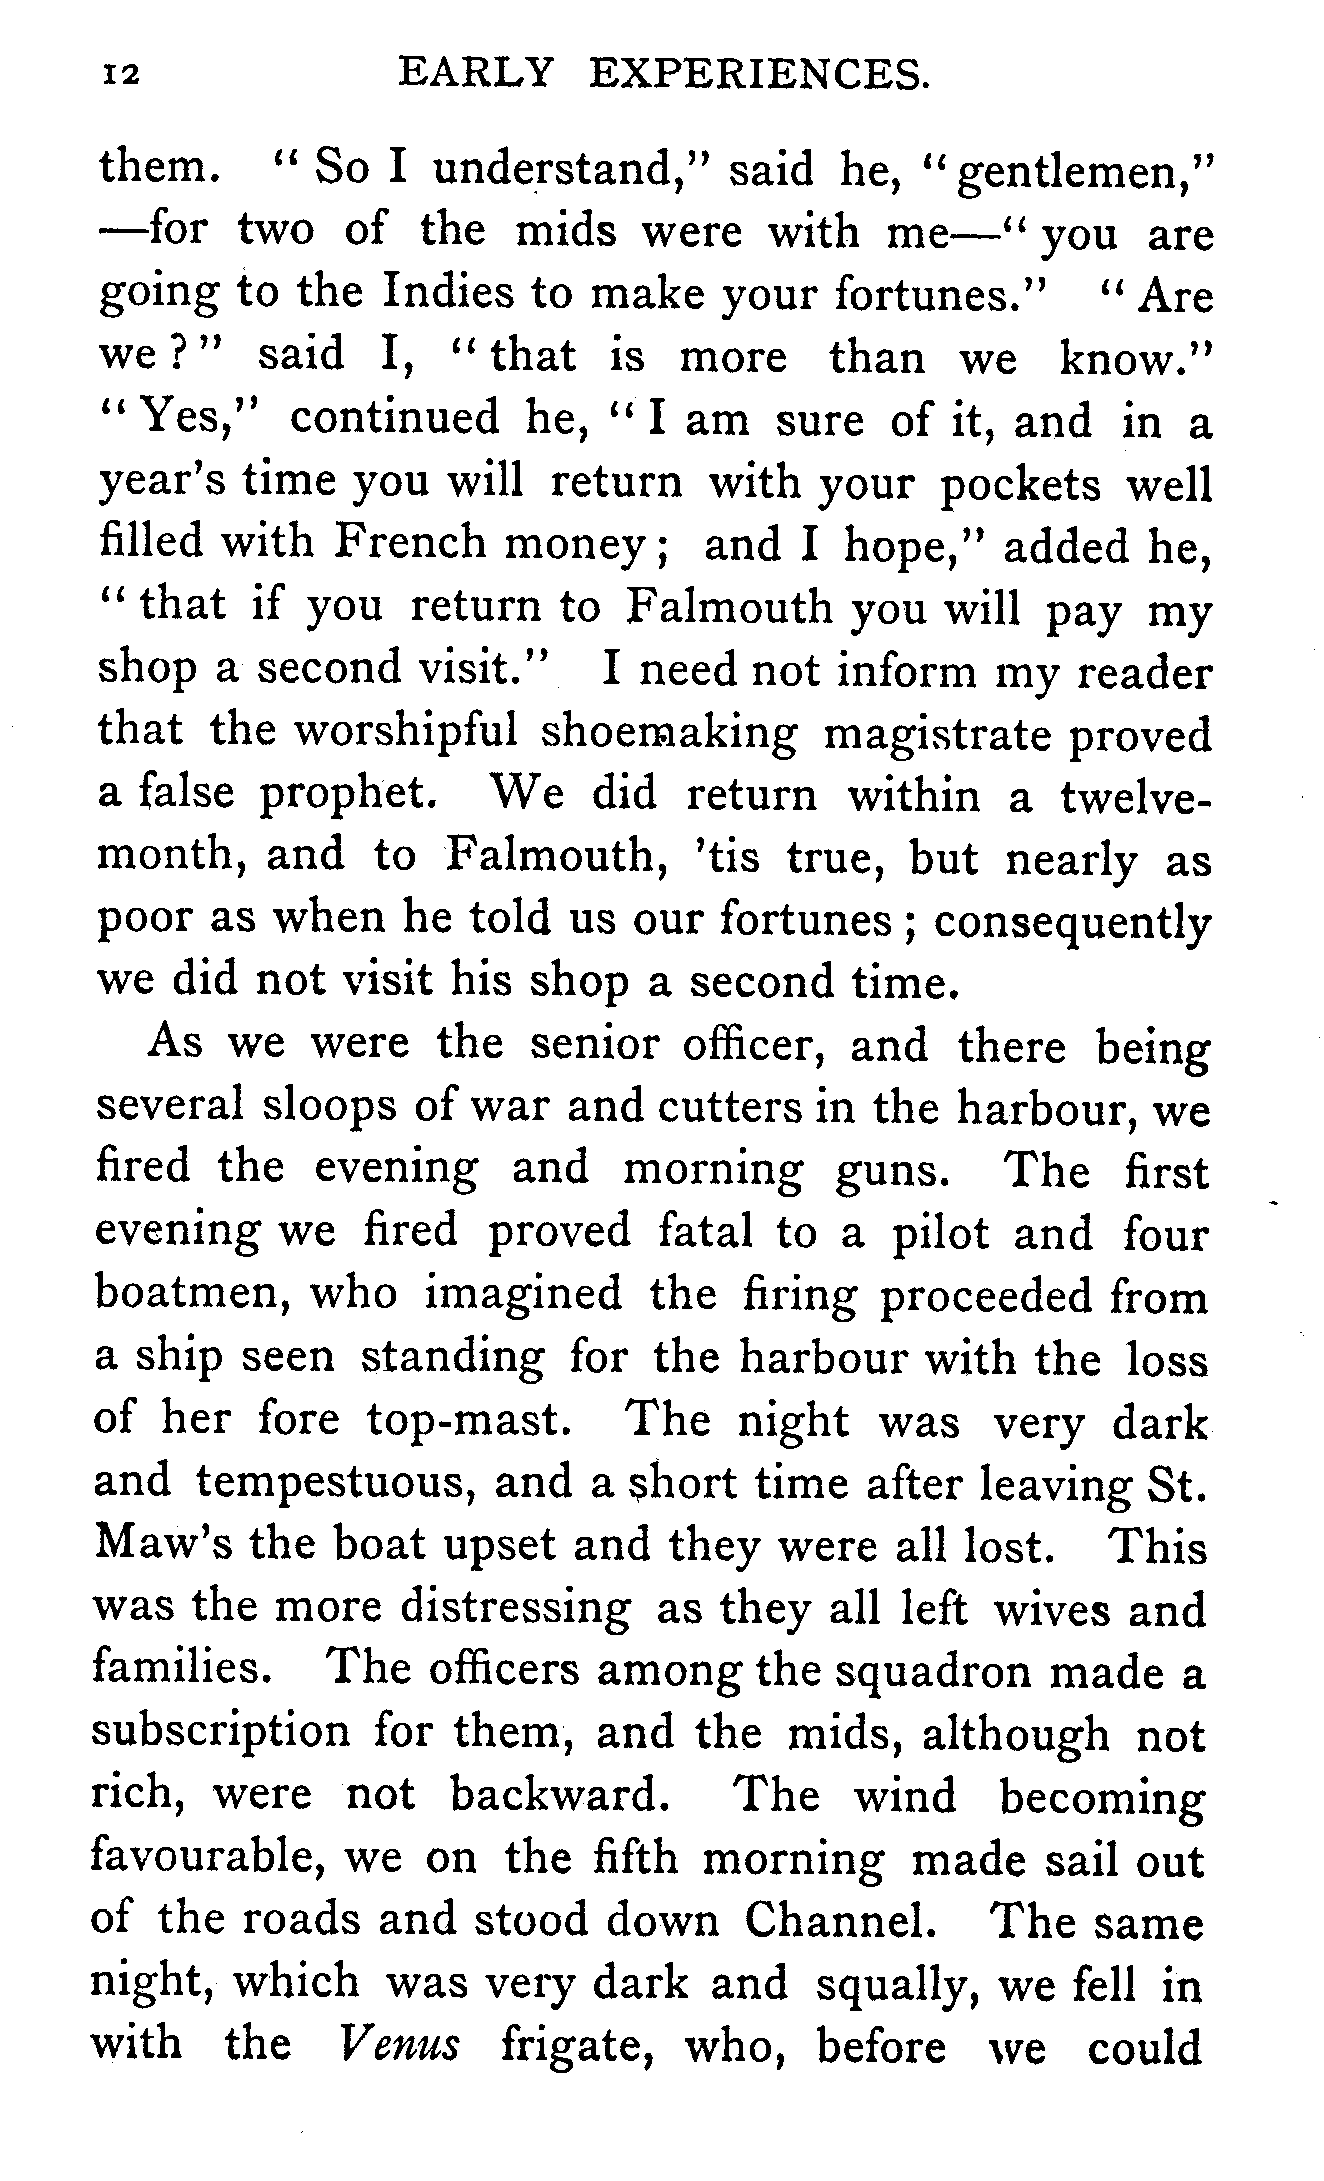 12 EARLY EXPERIENCES.
them. "So I understand," said he, "gentlemen,"
—for two of the mids were with me—"you are
going to the Indies to make your fortunes." "Are
we?" said I, "that is more than we know."
"Yes," continued he, "I am sure of it, and in a
year's time you will return with your pockets well
filled with French money; and I hope," added he,
"that if you return to Falmouth you will pay my
shop a second visit." I need not inform my reader
that the worshipful shoemaking magistrate proved
a false prophet. We did return within a twelve-
month, and to Falmouth, 'tis true, but nearly as
poor as when he told us our fortunes; consequently
we did not visit his shop a second time.
As we were the senior officer, and there being
several sloops of war and cutters in the harbour, we
fired the evening and morning guns. The first
evening we fired proved fatal to a pilot and four
boatmen, who imagined the firing proceeded from
a ship seen standing for the harbour with the loss
of her fore top-mast. The night was very dark
and tempestuous, and a short time after leaving St.
Maw's the boat upset and they were all lost. This
was the more distressing as they all left wives and
families. The officers among the squadron made a
subscription for them, and the mids, although not
rich, were not backward. The wind becoming
favourable, we on the fifth morning made sail out
of the roads and stood down Channel. The same
night, which was very dark and squally, we fell in
with the Venus frigate, who, before we could